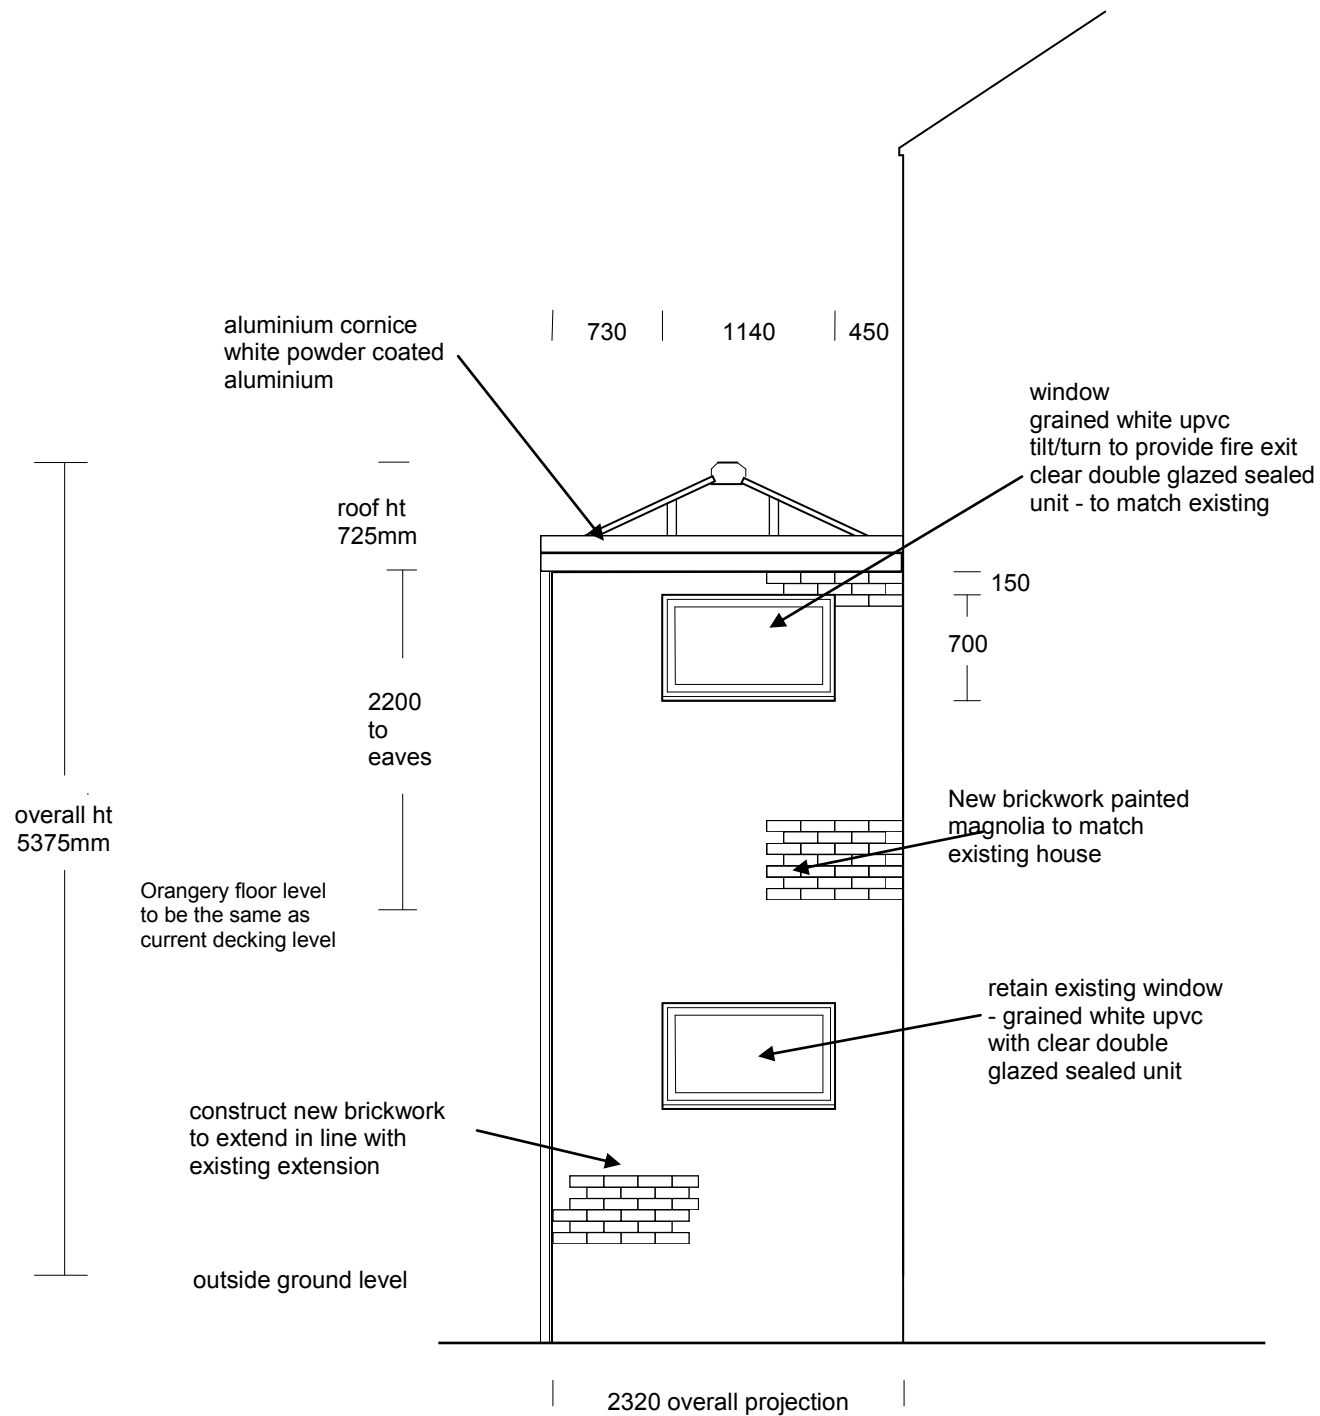 aluminium cornice
white powder coated
aluminium
730
1140
450
window
grained white upvc
tilt/turn to provide fire exit
clear double glazed sealed
unit - to match existing
roof ht
725mm
150
700
2200
to
eaves
overall ht
5375mm
New brickwork painted
magnolia to match
existing house
Orangery floor level
to be the same as
current decking level
retain existing window
- grained white upvc
with clear double
glazed sealed unit
construct new brickwork
to extend in line with
existing extension
outside ground level
2320 overall projection